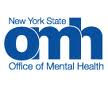 New York State
omh
Office of Mental Health